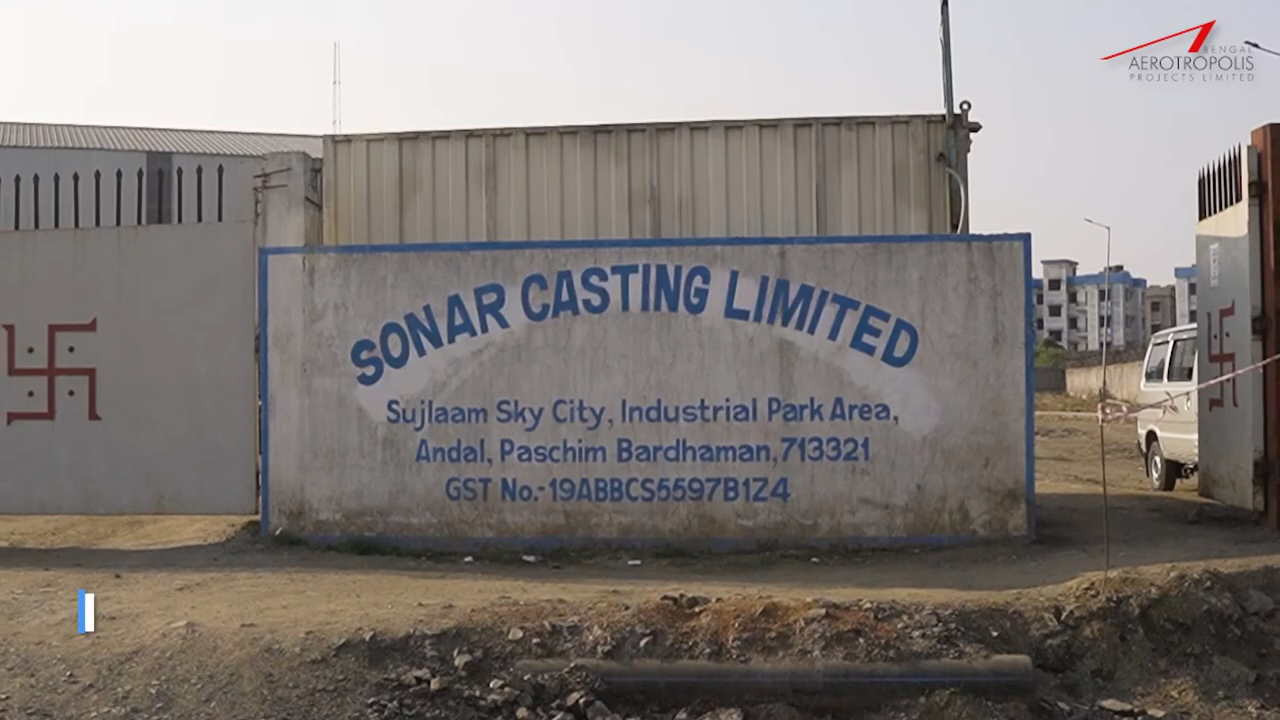 BENGAL
AEROTROPOLIS
PROJECTS LIMITED
SONAR CASTING LIMITED
Sujlaam Sky City, Industrial Park Area,
Andal, Paschim Bardhaman, 713321
GST No.-19ABBCS5597B1Z4